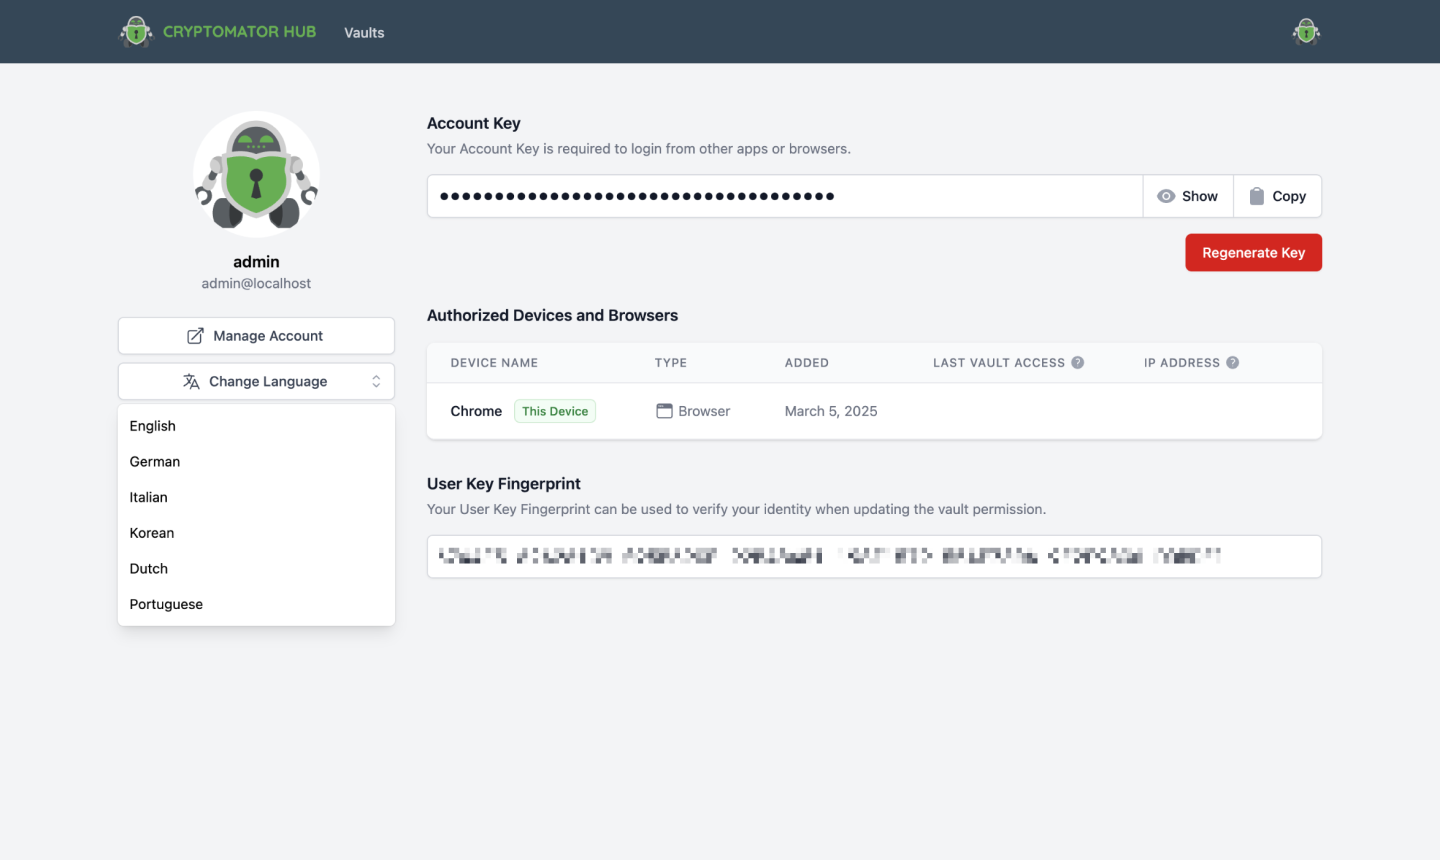 CRYPTOMATOR HUB
Vaults
admin
admin@localhost
Manage Account
Change Language
English
German
Italian
Korean
Dutch
Portuguese
Account Key
Your Account Key is required to login from other apps or browsers.
●●●●●●●●●●●●●●●●●●●●●●●●●●●●●●●●●●●● Show Copy
Regenerate Key
Authorized Devices and Browsers
DEVICE NAME TYPE ADDED LAST VAULT ACCESS ? IP ADDRESS ?
Chrome This Device Browser March 5, 2025
User Key Fingerprint
Your User Key Fingerprint can be used to verify your identity when updating the vault permission.